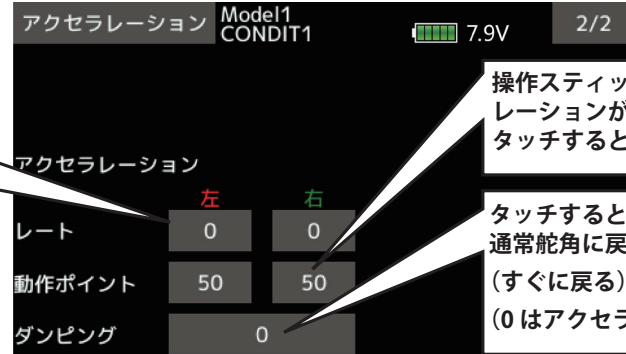 アクセラレーション
Model1
CONDIT1
7.9V
2/2
操作スティッ
レーションが
タッチすると
アクセラレーション
左 右
レート 0 0
動作ポイント 50 50
ダンピング 0
タッチすると
通常舵角に戻
（すぐに戻る）
（0 はアクセラ